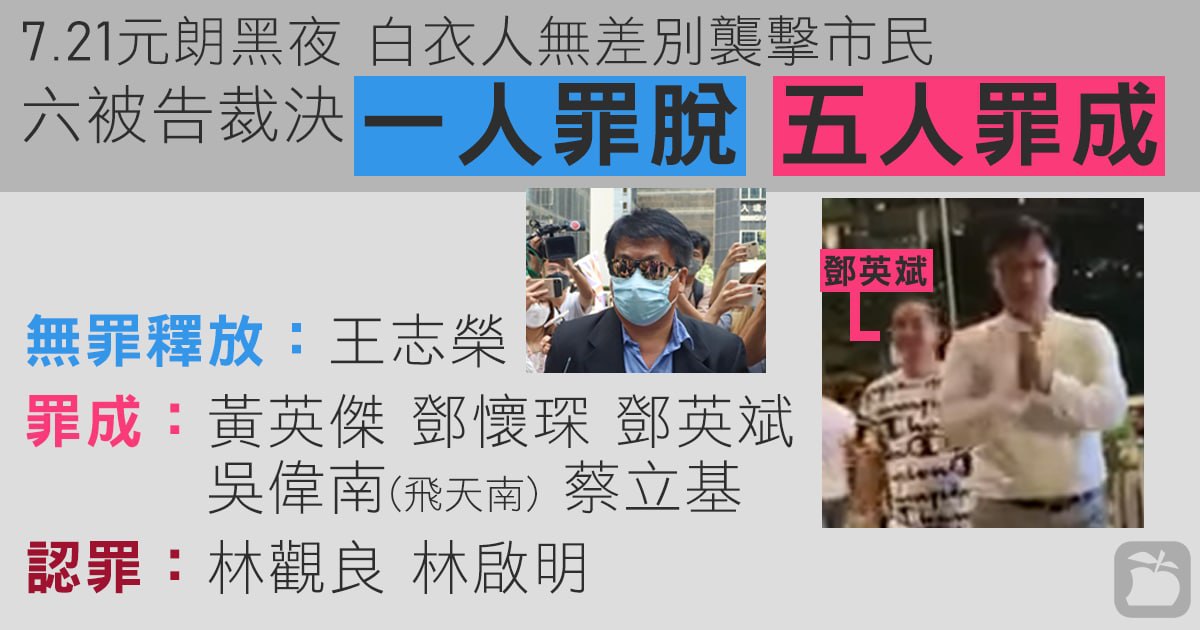 7.21元朗黑夜 白衣人無差別襲擊市民
六被告裁決 一人罪脫 五人罪成
鄧英斌
無罪釋放：王志榮
罪成：黃英傑 鄧懷琛 鄧英斌
吳偉南(飛天南) 蔡立基
認罪：林觀良 林啟明